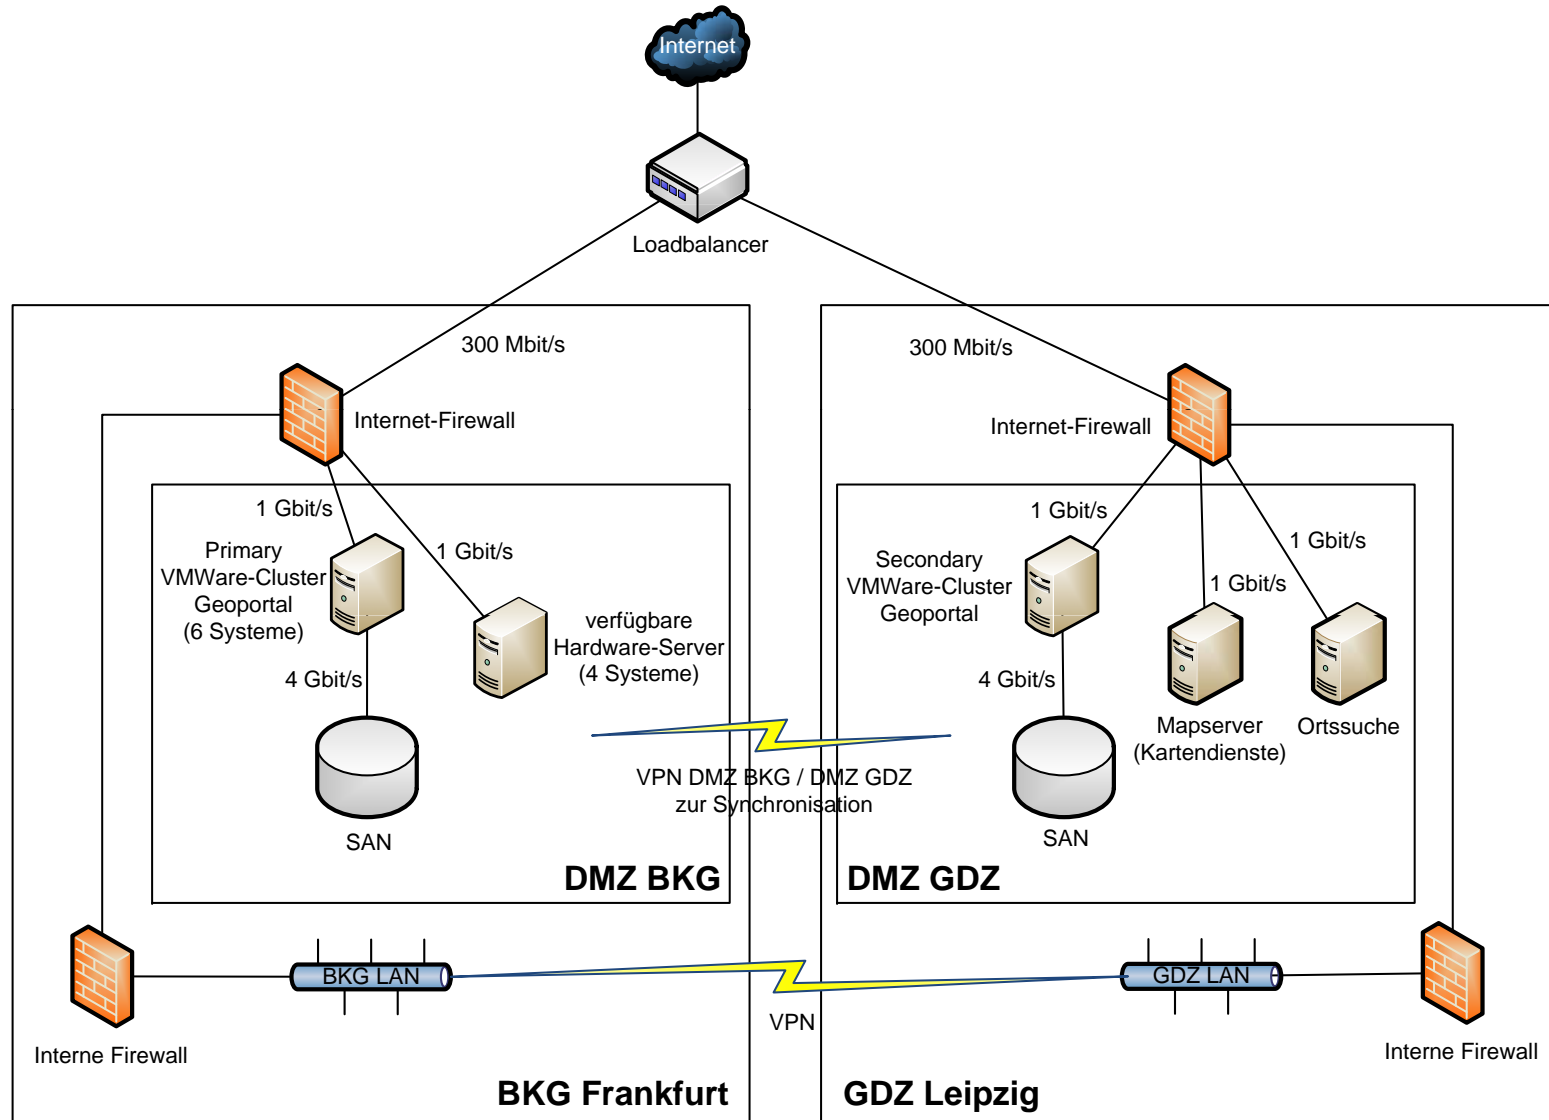 Internet
Loadbalancer
300 Mbit/s
300 Mbit/s
Internet-Firewall
Internet-Firewall
1 Gbit/s
1 Gbit/s
Primary
VMWare-Cluster
Geoportal
(6 Systeme)
verfügbare
Hardware-Server
(4 Systeme)
4 Gbit/s
SAN
1 Gbit/s
1 Gbit/s
1 Gbit/s
Secondary
VMWare-Cluster
Geoportal
4 Gbit/s
Mapserver
(Kartendienste)
Ortssuche
SAN
VPN DMZ BKG / DMZ GDZ
zur Synchronisation
DMZ BKG
DMZ GDZ
BKG LAN
GDZ LAN
VPN
Interne Firewall
Interne Firewall
BKG Frankfurt
GDZ Leipzig